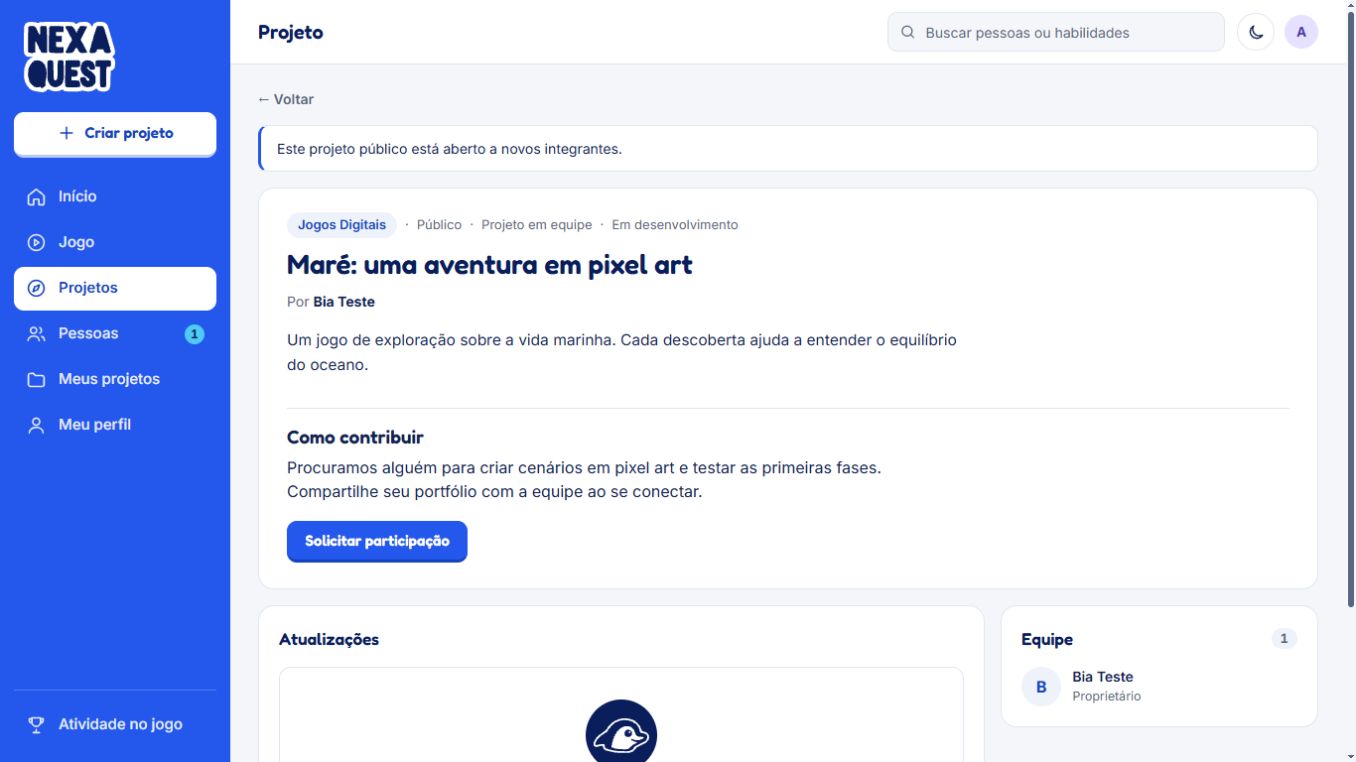 NEXA
QUEST
Criar projeto
Início
Jogo
Projetos
Pessoas 1
Meus projetos
Meu perfil
Atividade no jogo
Projeto
Buscar pessoas ou habilidades
A
← Voltar
Este projeto público está aberto a novos integrantes.
Jogos Digitais · Público · Projeto em equipe · Em desenvolvimento
Maré: uma aventura em pixel art
Por Bia Teste
Um jogo de exploração sobre a vida marinha. Cada descoberta ajuda a entender o equilíbrio
do oceano.
Como contribuir
Procuramos alguém para criar cenários em pixel art e testar as primeiras fases.
Compartilhe seu portfólio com a equipe ao se conectar.
Solicitar participação
Atualizações
Equipe 1
B
Bia Teste
Proprietário